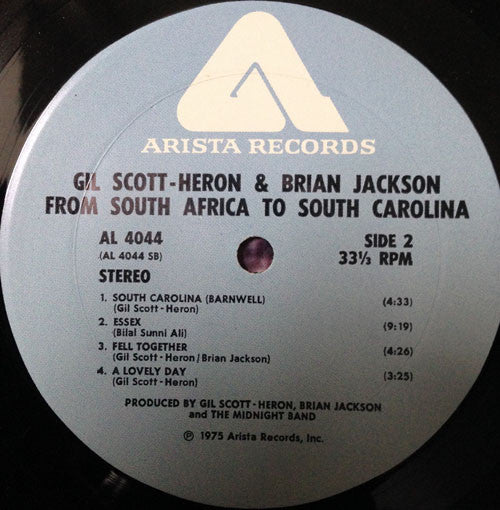 ARISTA RECORDS
GIL SCOTT-HERON & BRIAN JACKSON
FROM SOUTH AFRICA TO SOUTH CAROLINA
AL 4044 SIDE 2
(AL 4044 SB) 33⅓ RPM
STEREO
1. SOUTH CAROLINA (BARNWELL) (4:33)
(Gil Scott-Heron)
2. ESSEX (9:19)
(Bilal Sunni Ali)
3. FELL TOGETHER (4:26)
(Gil Scott-Heron/Brian Jackson)
4. A LOVELY DAY (3:25)
(Gil Scott-Heron)
PRODUCED BY GIL SCOTT-HERON, BRIAN JACKSON
and THE MIDNIGHT BAND
℗ 1975 Arista Records, Inc.